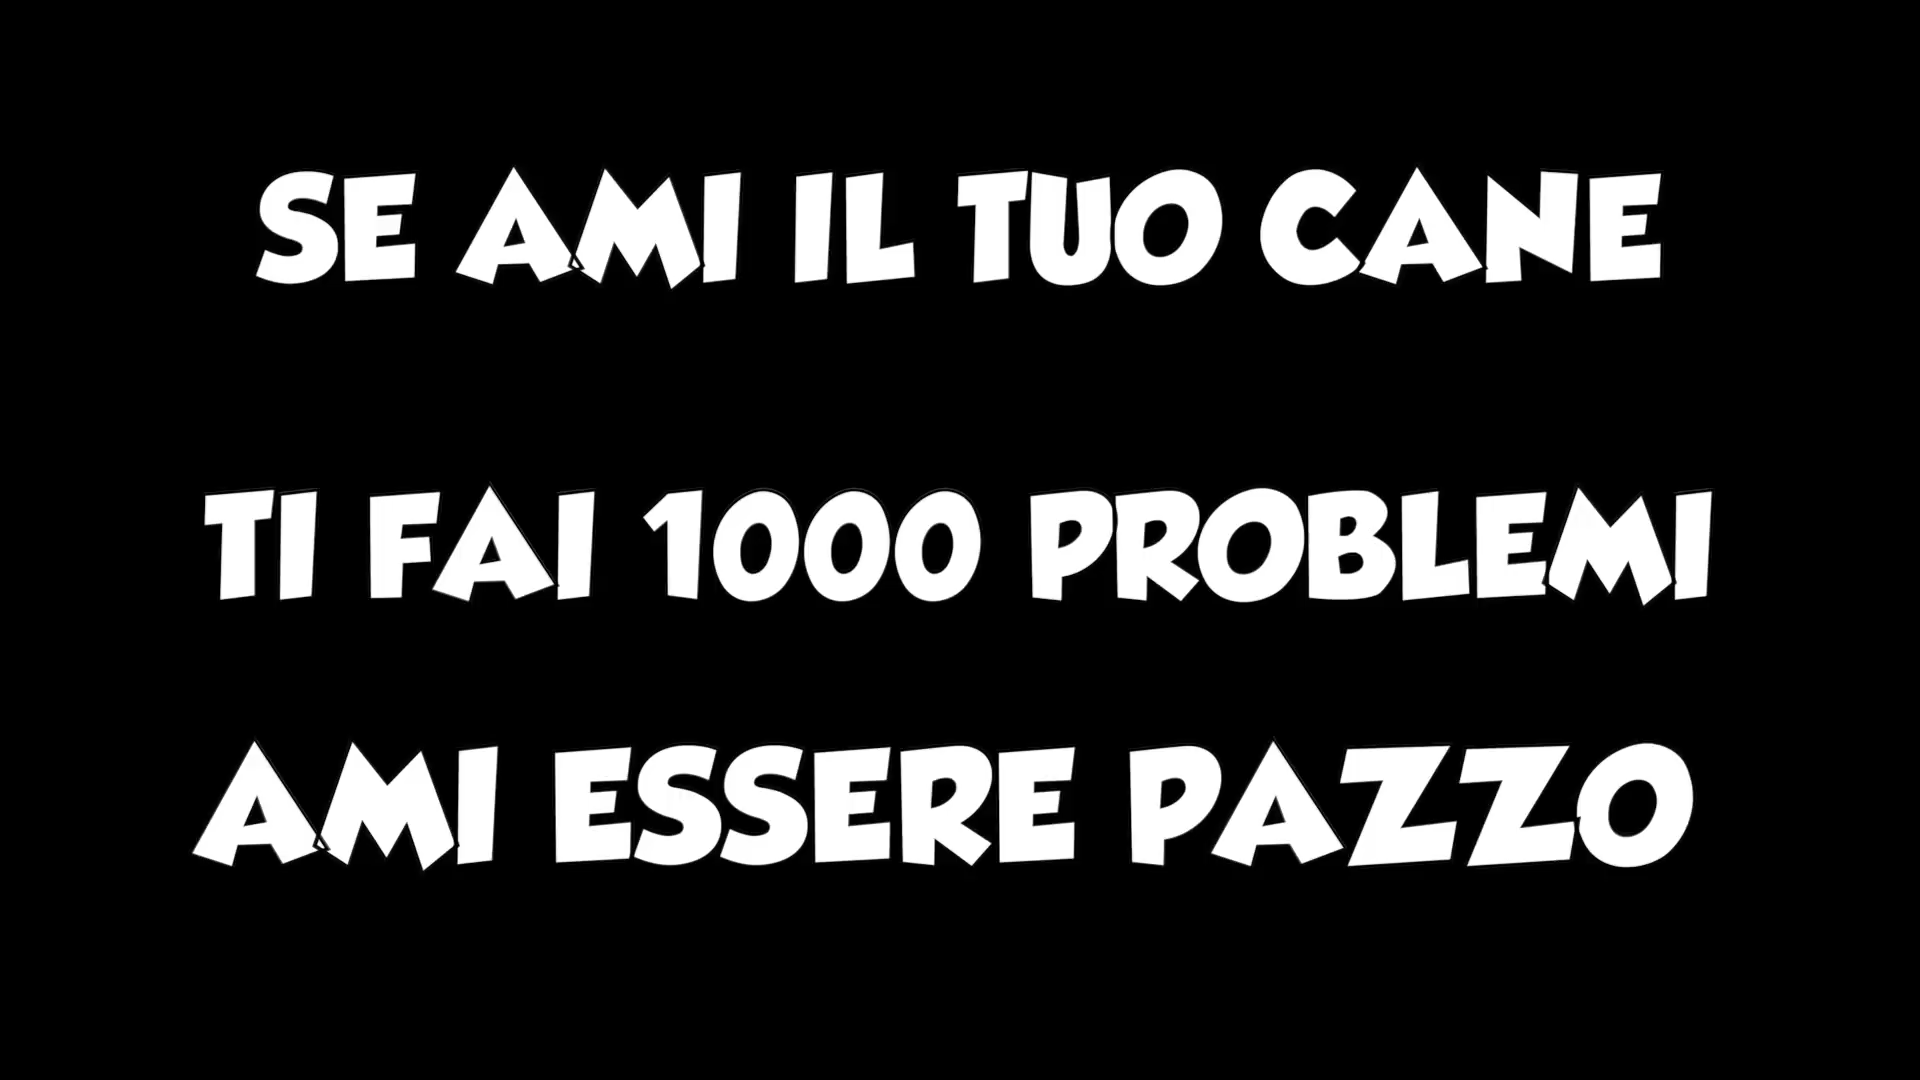 SE AMI IL TUO CANE
TI FAI 1000 PROBLEMI
AMI ESSERE PAZZO